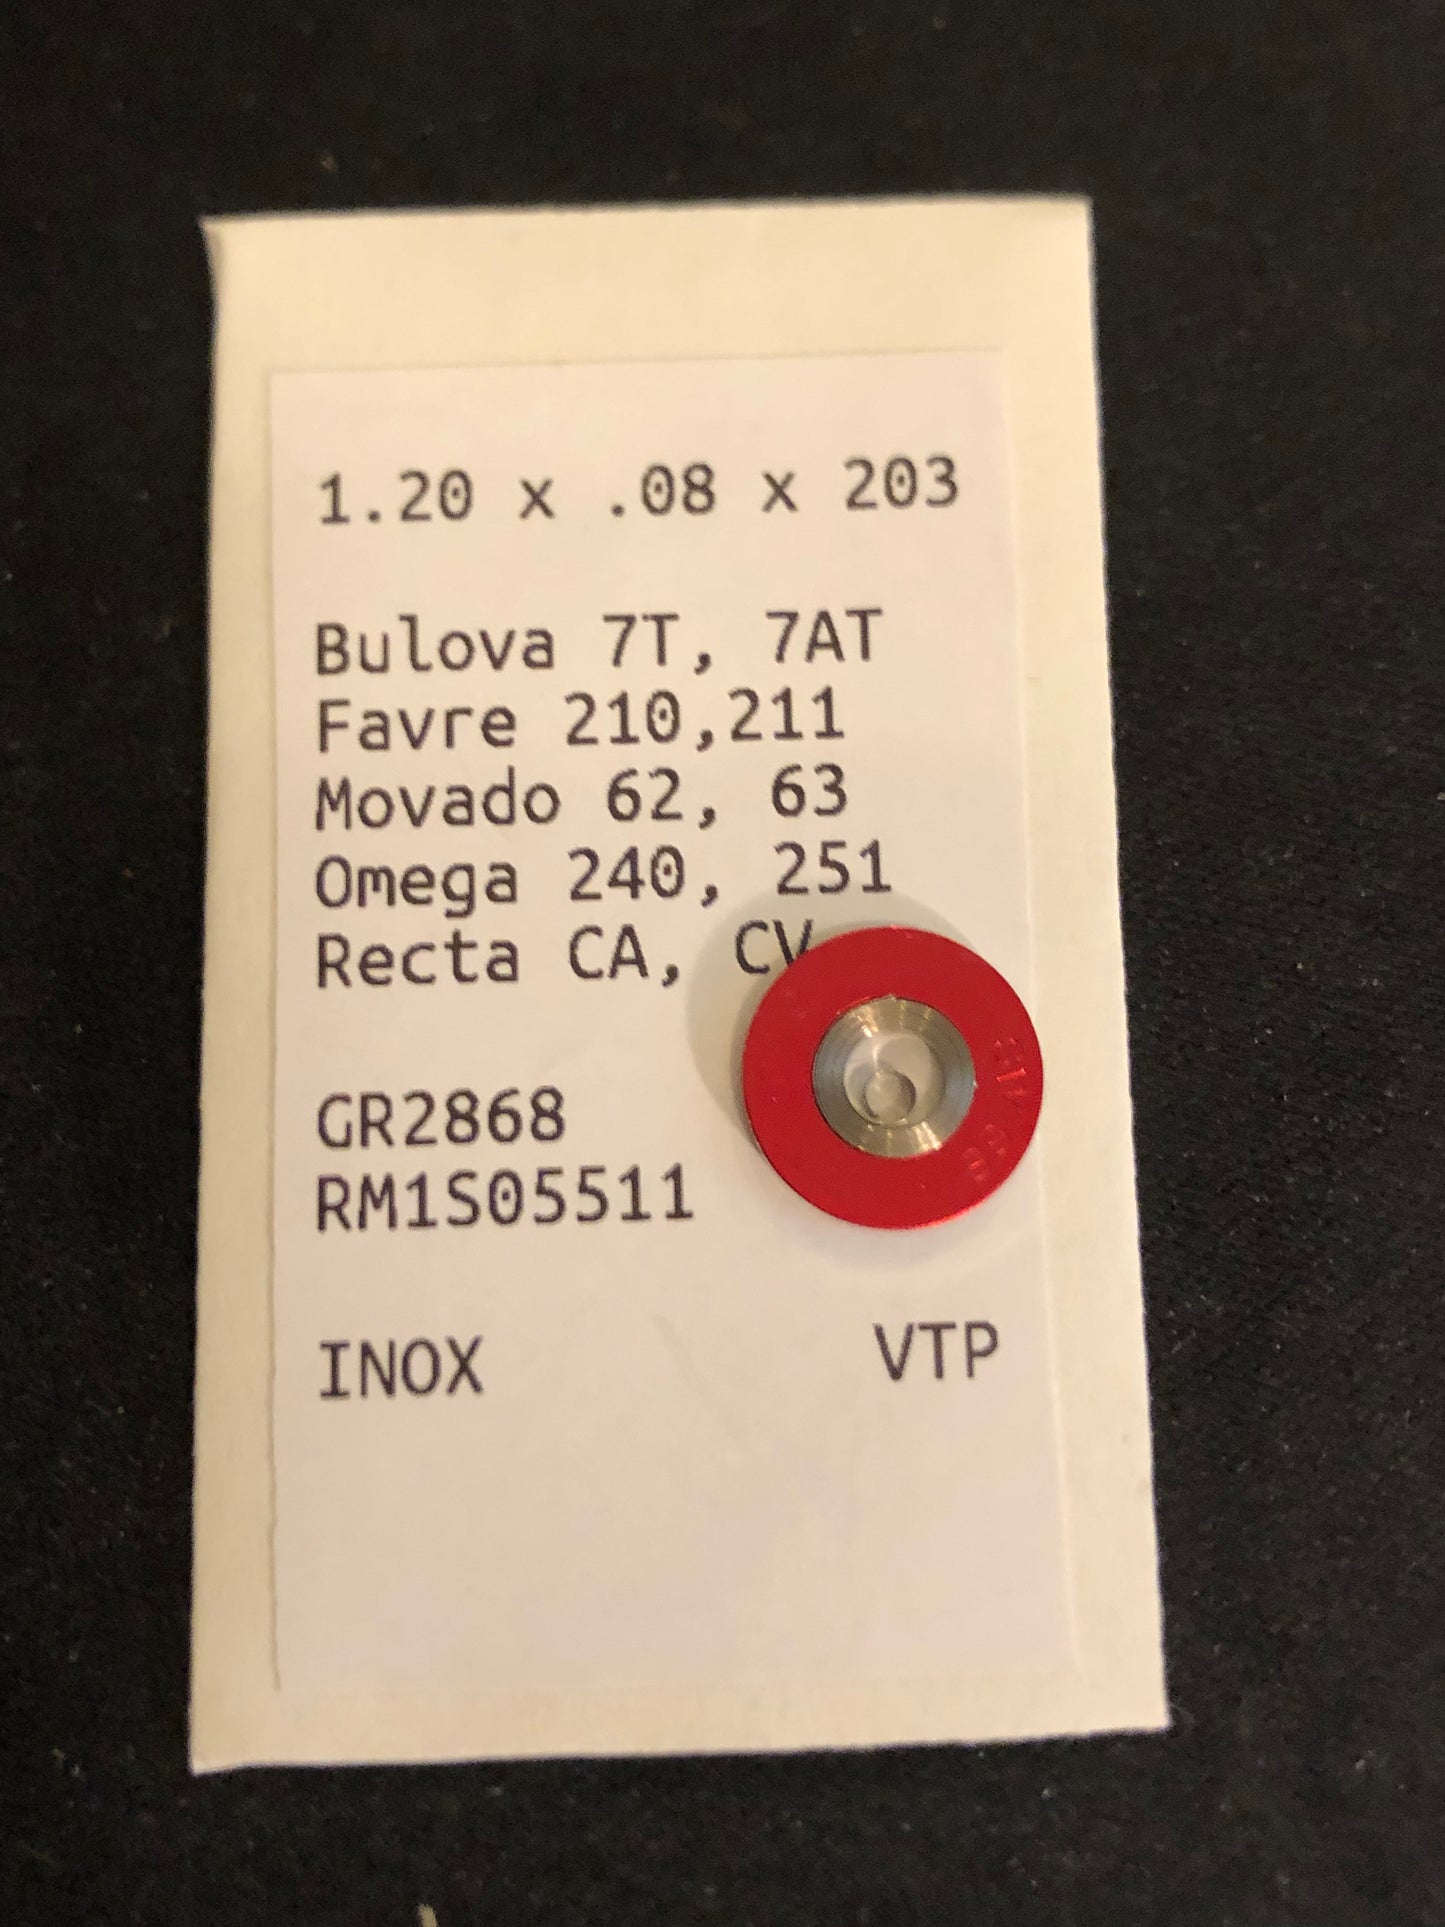 1.20 x .08 x 203
Bulova 7T, 7AT
Favre 210,211
Movado 62, 63
Omega 240, 251
Recta CA, CV
GR2868
RM1S05511
INOX VTP